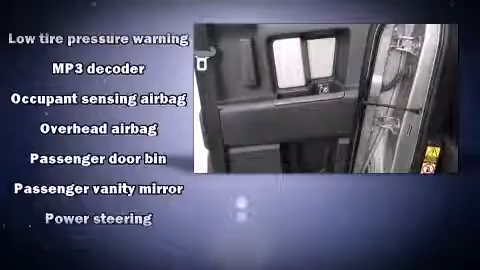 Low tire pressure warning
MP3 decoder
Occupant sensing airbag
Overhead airbag
Passenger door bin
Passenger vanity mirror
Power steering